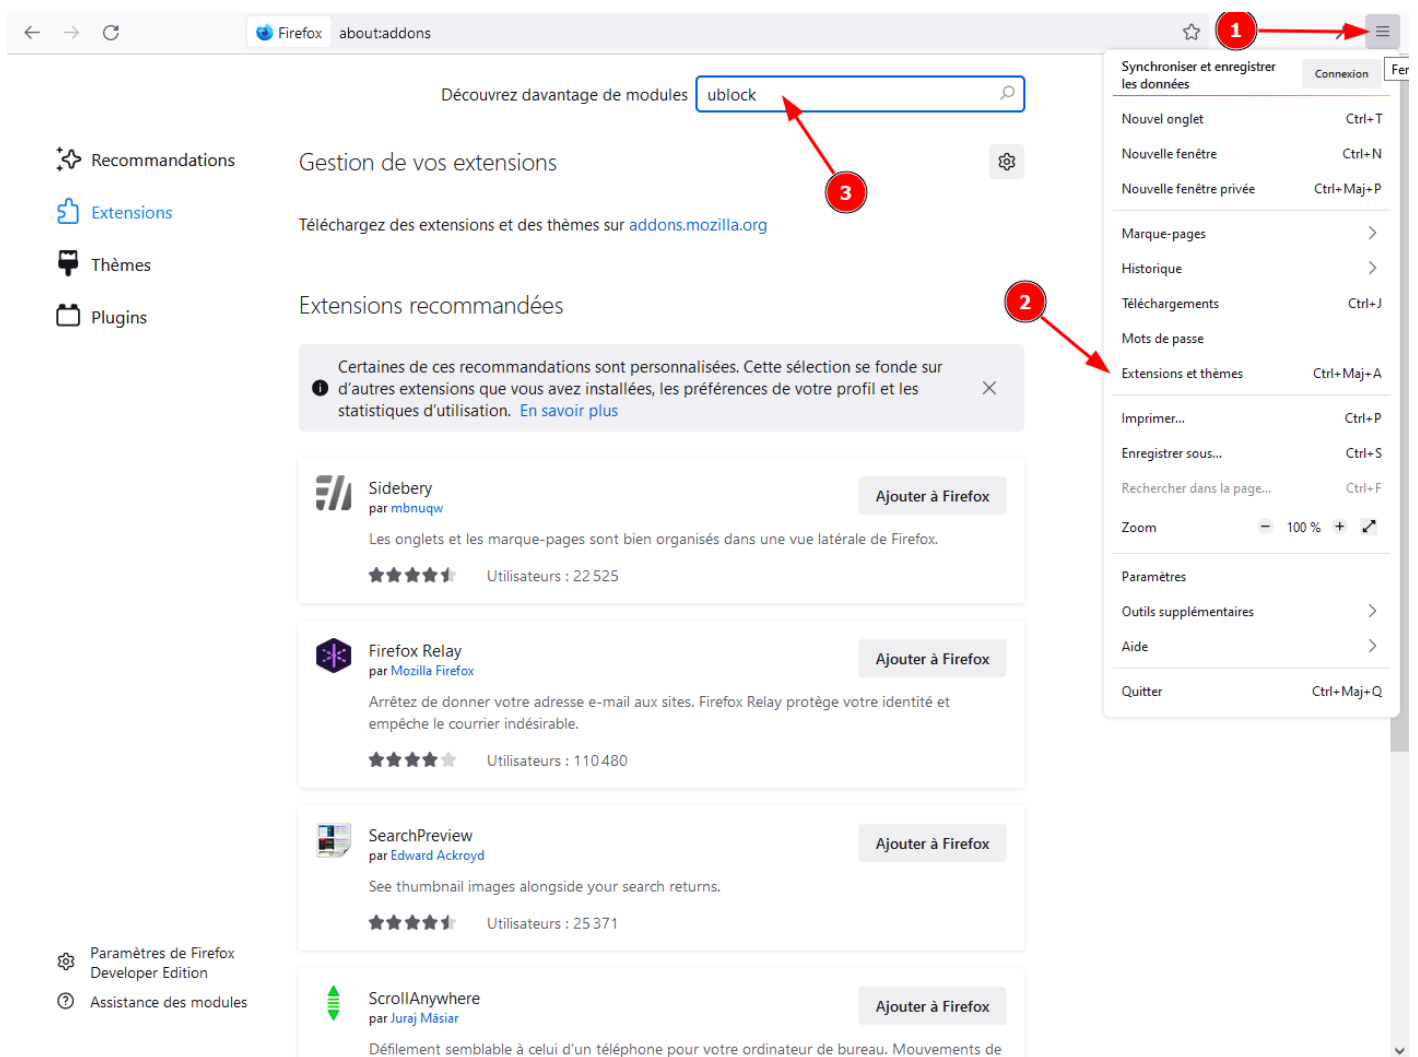 Firefox about:addons
1
Fer
Découvrez davantage de modules ublock
3
Recommandations
Extensions
Thèmes
Plugins
Gestion de vos extensions
Téléchargez des extensions et des thèmes sur addons.mozilla.org
Extensions recommandées
Certaines de ces recommandations sont personnalisées. Cette sélection se fonde sur
d'autres extensions que vous avez installées, les préférences de votre profil et les
statistiques d'utilisation. En savoir plus
Sidebery
par mbnuqw
Ajouter à Firefox
Les onglets et les marque-pages sont bien organisés dans une vue latérale de Firefox.
Utilisateurs : 22 525
Firefox Relay
par Mozilla Firefox
Ajouter à Firefox
Arrêtez de donner votre adresse e-mail aux sites. Firefox Relay protège votre identité et
empêche le courrier indésirable.
Utilisateurs : 110 480
SearchPreview
par Edward Ackroyd
Ajouter à Firefox
See thumbnail images alongside your search returns.
Utilisateurs : 25 371
ScrollAnywhere
par Juraj Mäsiar
Ajouter à Firefox
Défilement semblable à celui d'un téléphone pour votre ordinateur de bureau. Mouvements de
Paramètres de Firefox
Developer Edition
Assistance des modules
2
Synchroniser et enregistrer
les données
Connexion
Nouvel onglet Ctrl+T
Nouvelle fenêtre Ctrl+N
Nouvelle fenêtre privée Ctrl+Maj+P
Marque-pages
Historique
Téléchargements Ctrl+J
Mots de passe
Extensions et thèmes Ctrl+Maj+A
Imprimer... Ctrl+P
Enregistrer sous... Ctrl+S
Rechercher dans la page... Ctrl+F
Zoom − 100 % +
Paramètres
Outils supplémentaires
Aide
Quitter Ctrl+Maj+Q